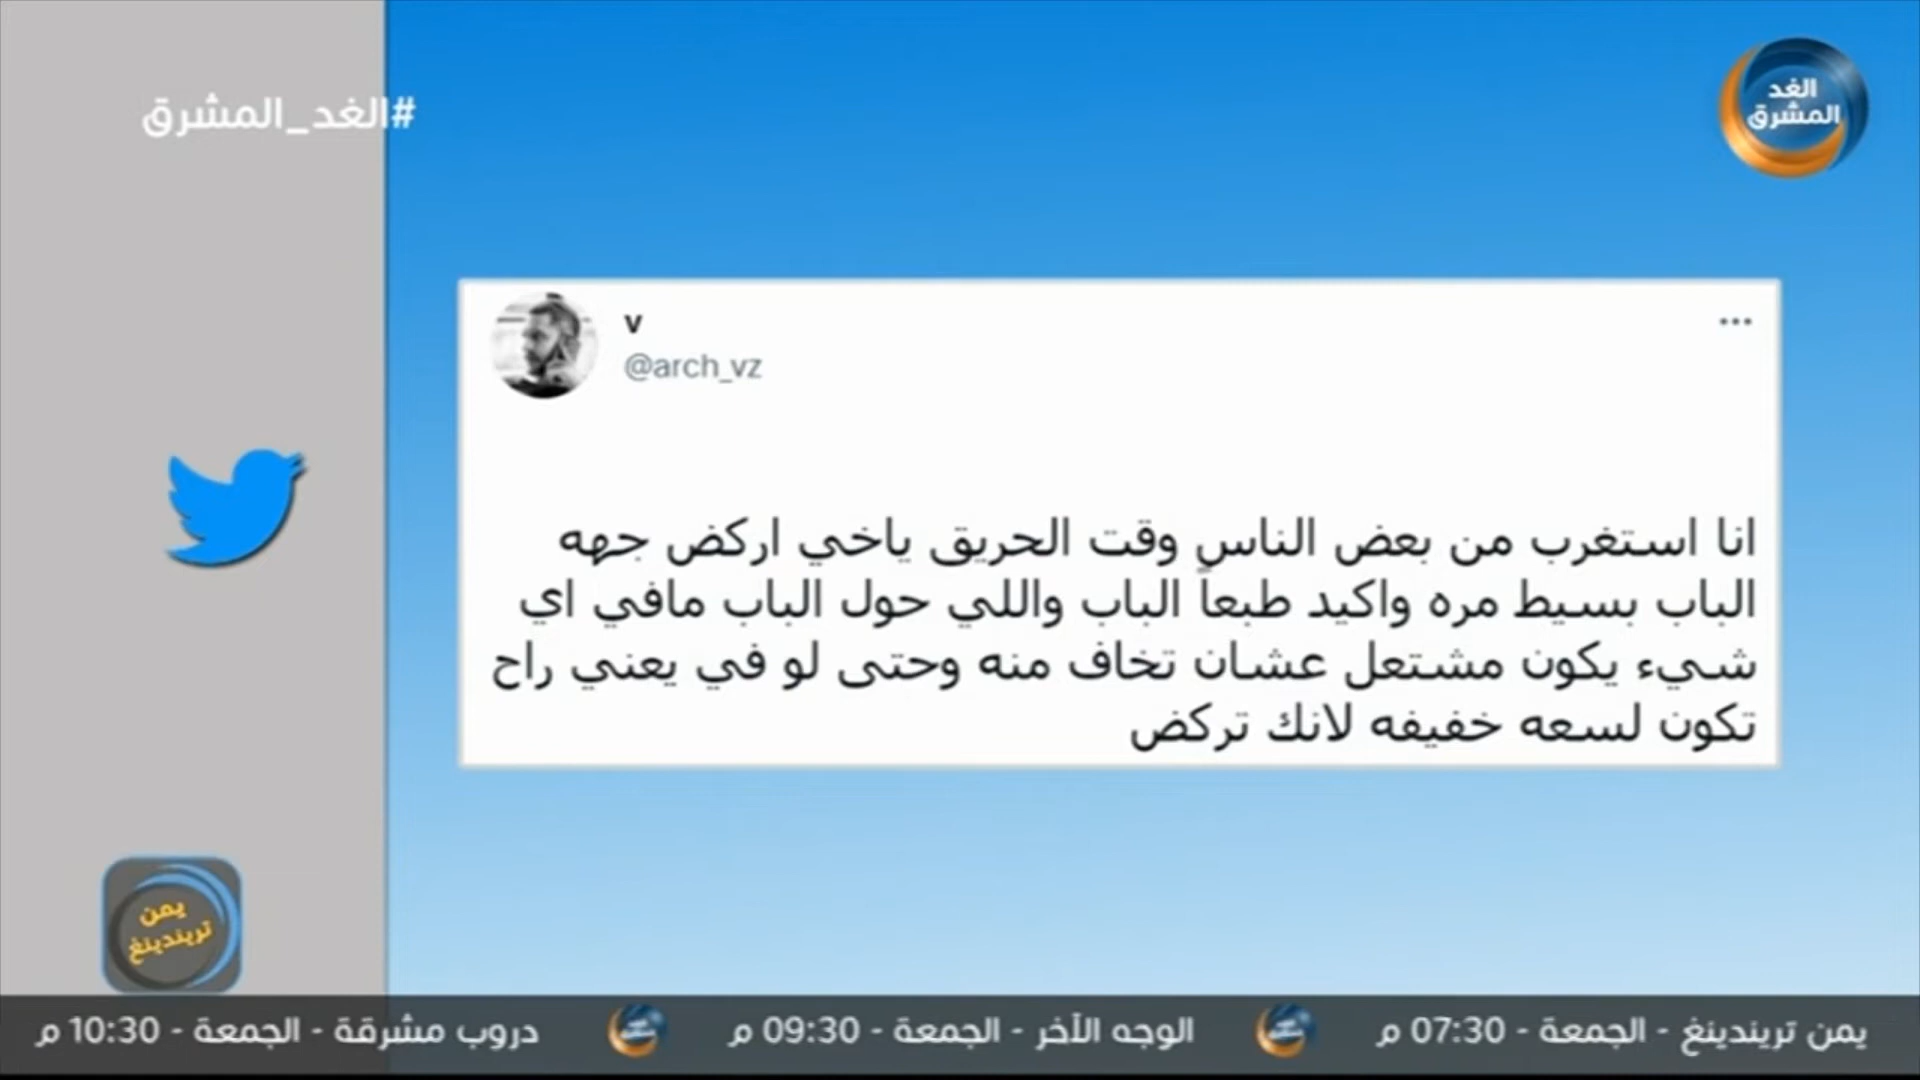 #الغد_المشرق
الغد
المشرق
v
@arch_vz
انا استغرب من بعض الناس وقت الحريق ياخي اركض جهه
الباب بسيط مره واكيد طبعاً الباب واللي حول الباب مافي اي
شيء يكون مشتعل عشان تخاف منه وحتى لو في يعني راح
تكون لسعه خفيفه لانك تركض
يمن
تريندينغ
يمن تريندينغ - الجمعة - 07:30 م
الوجه الآخر - الجمعة - 09:30 م
دروب مشرقة - الجمعة - 10:30 م